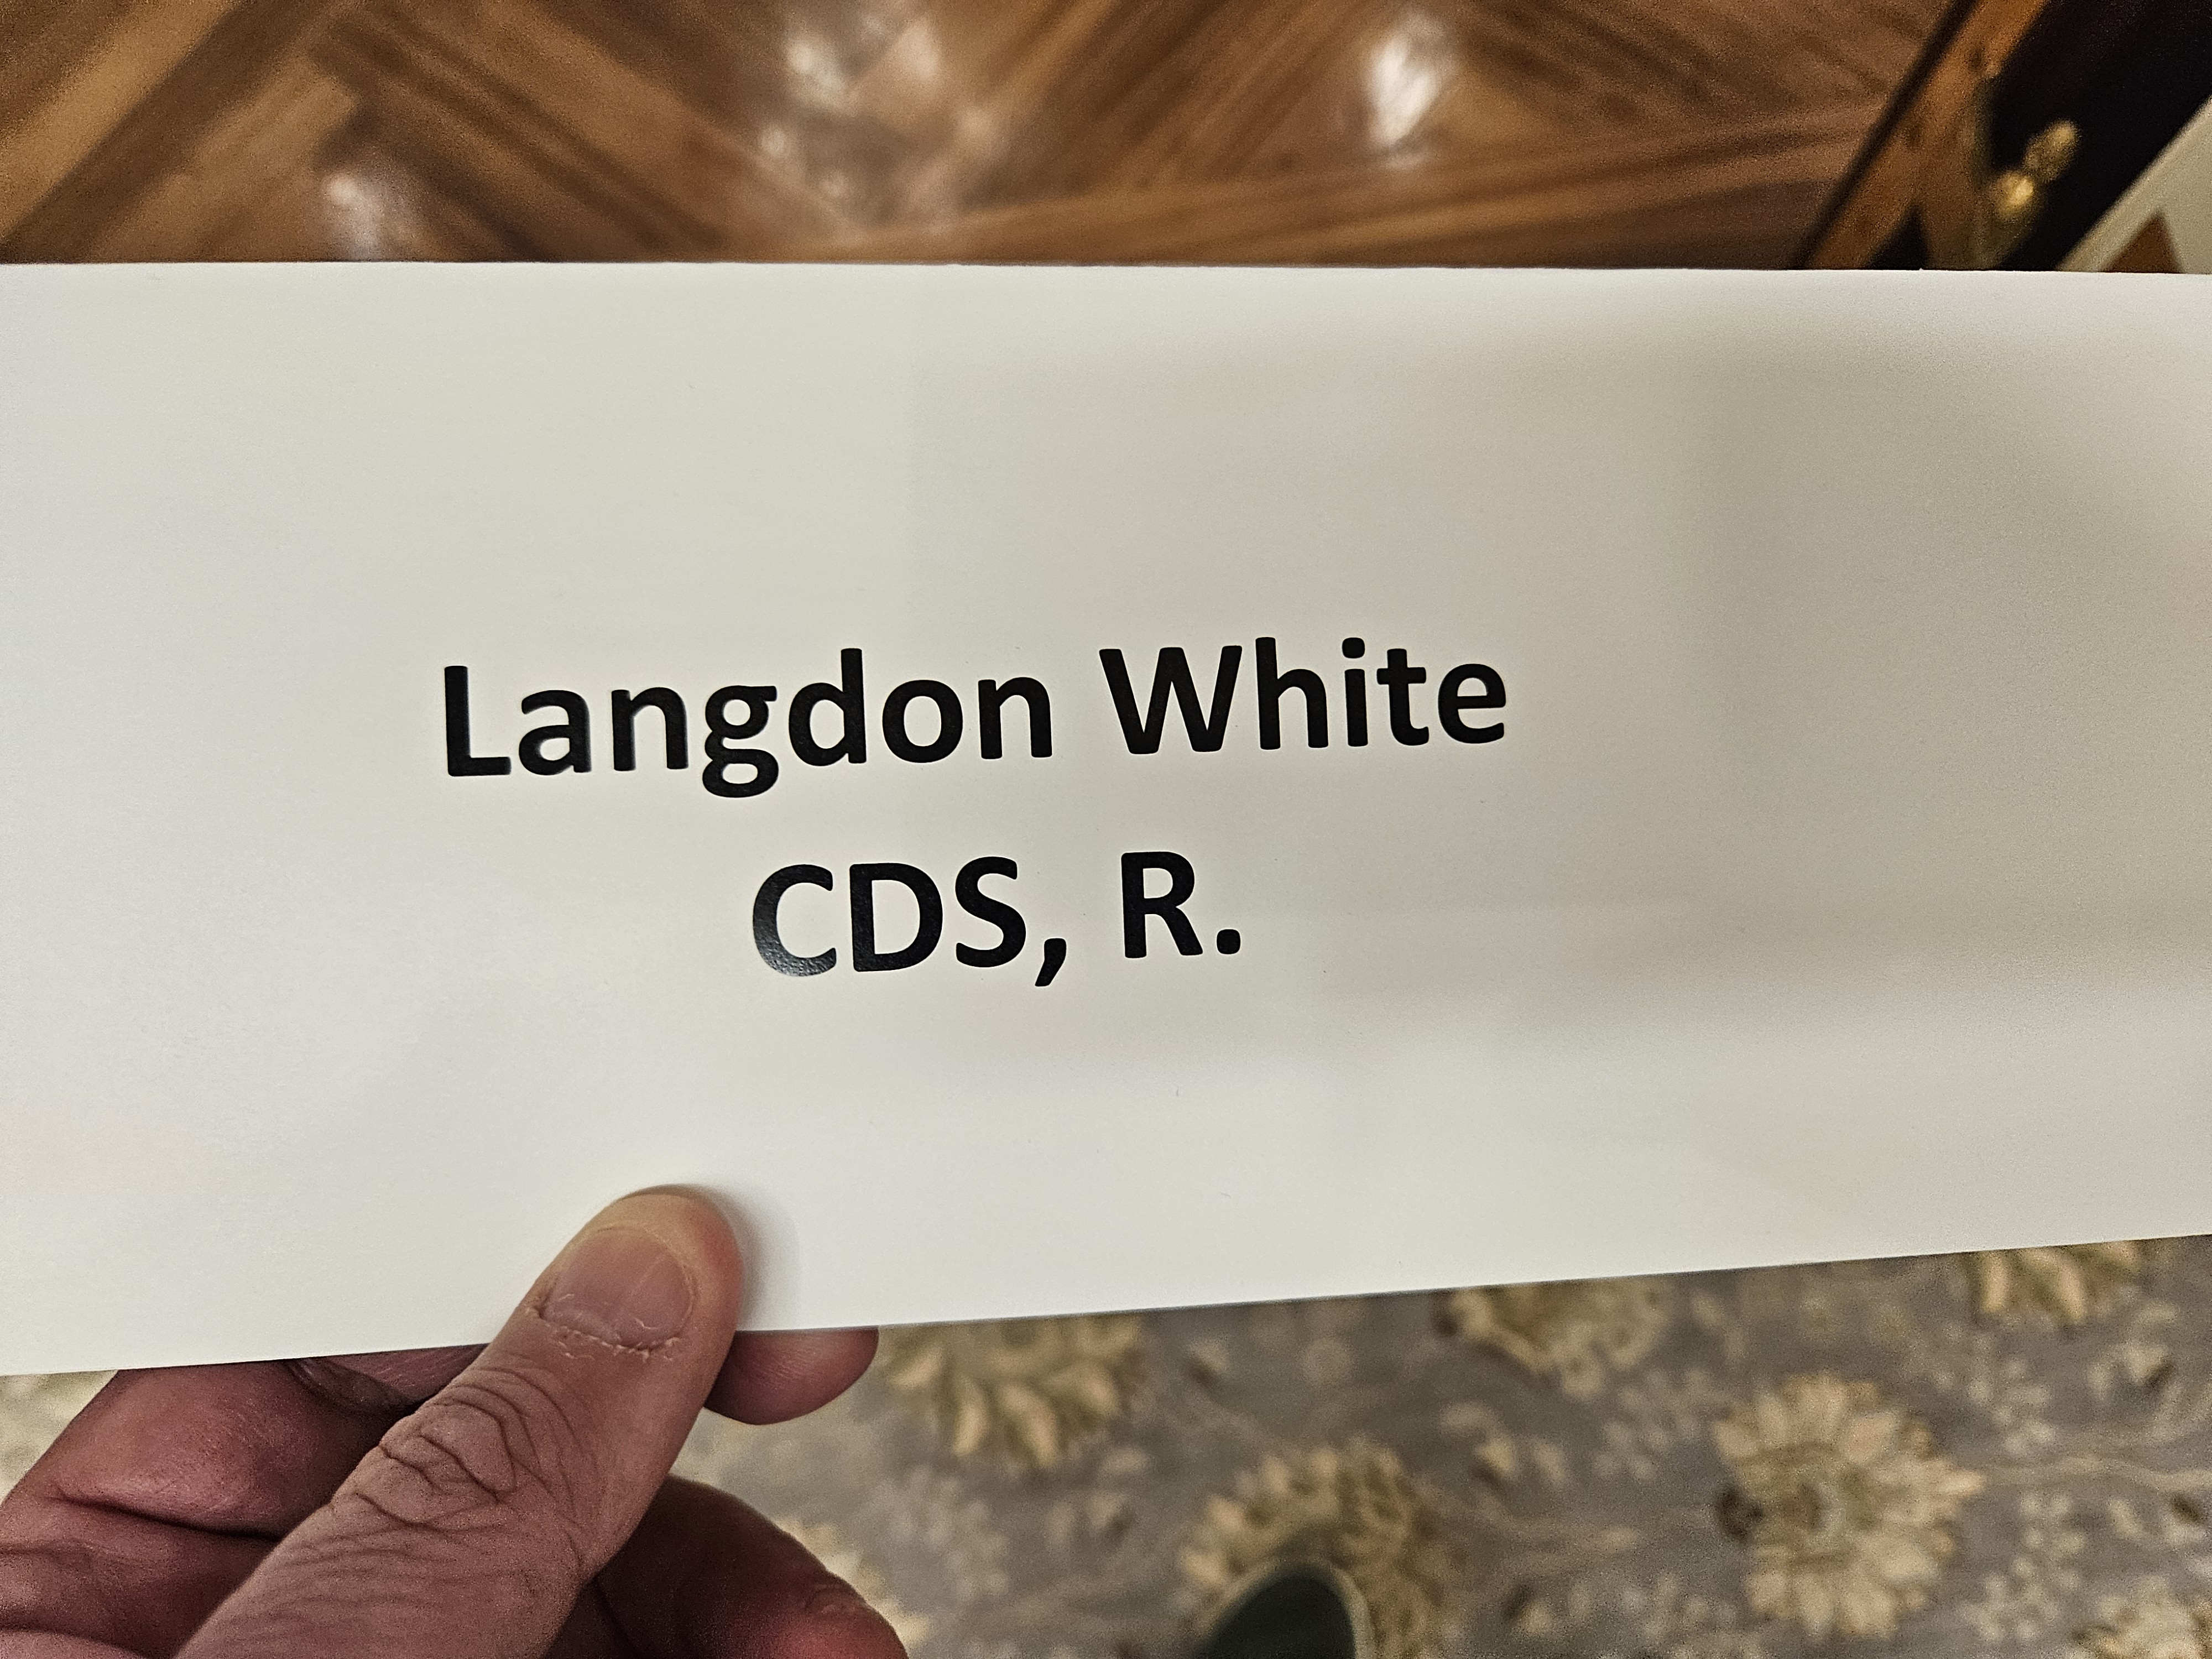 Langdon White
CDS, R.